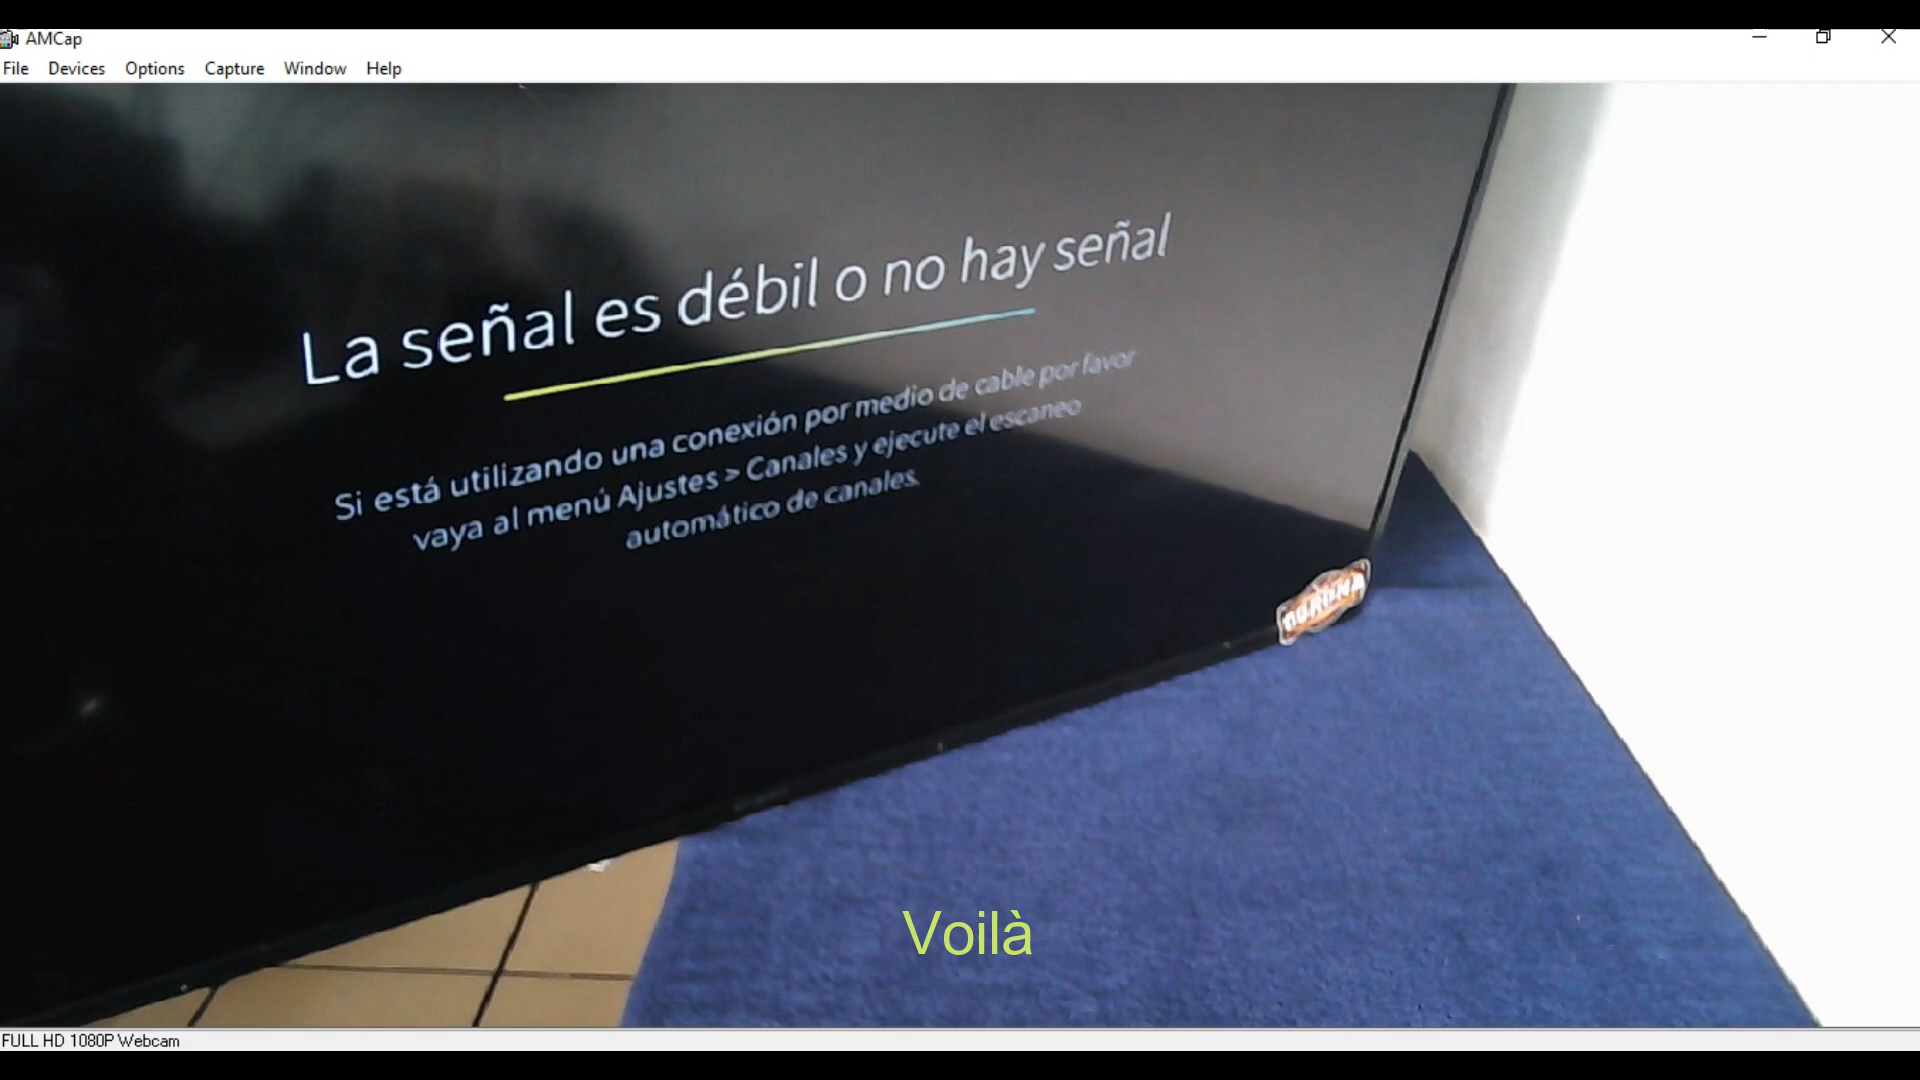 AMCap
File Devices Options Capture Window Help
La señal es débil o no hay señal
Si está utilizando una conexión por medio de cable por favor
vaya al menú Ajustes > Canales y ejecute el escaneo
automático de canales.
CORONA
Voilà
FULL HD 1080P Webcam